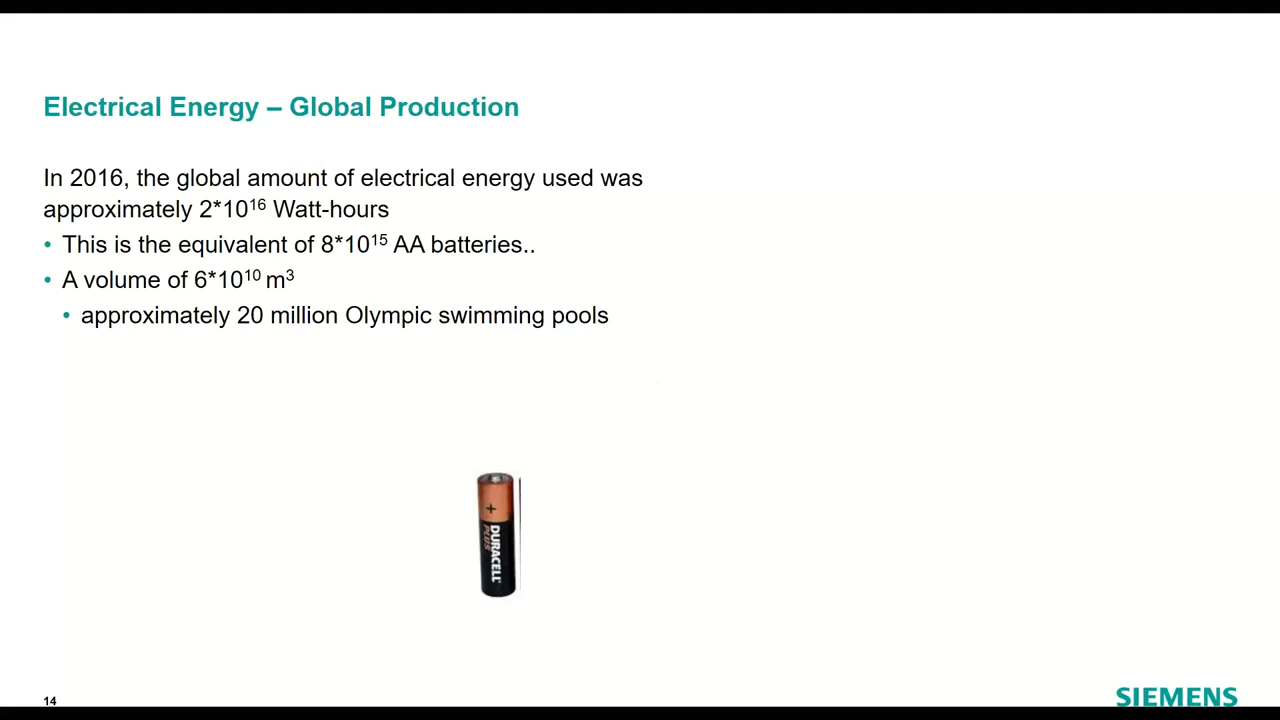 Electrical Energy – Global Production
In 2016, the global amount of electrical energy used was
approximately 2*10¹⁶ Watt-hours
• This is the equivalent of 8*10¹⁵ AA batteries..
• A volume of 6*10¹⁰ m³
• approximately 20 million Olympic swimming pools
+
DURACELL
PLUS
14
SIEMENS